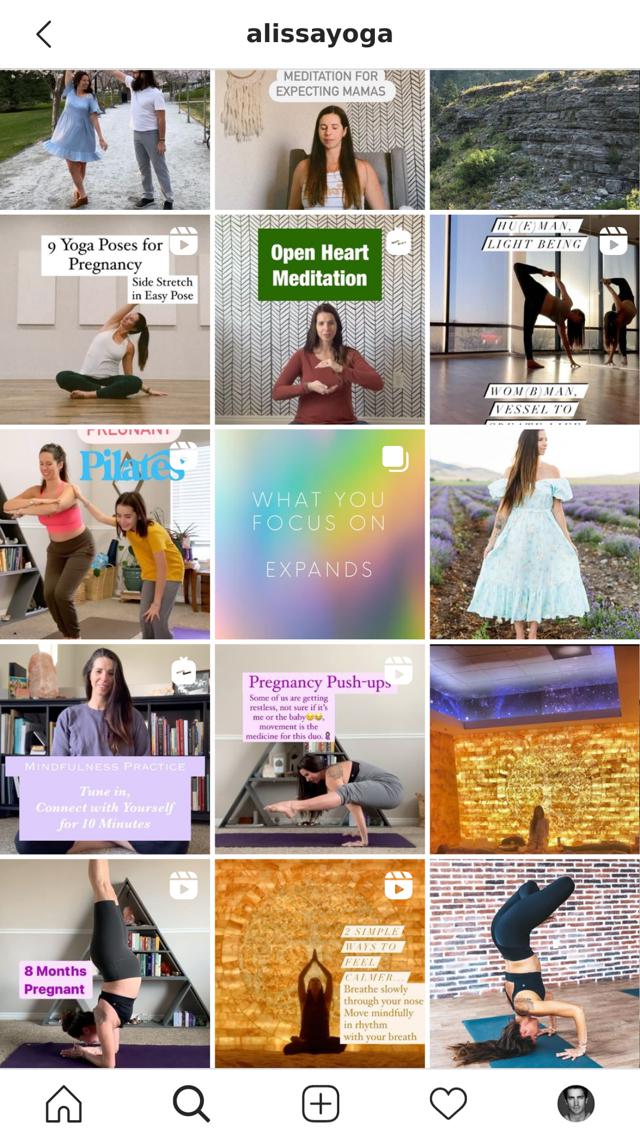 alissayoga
MEDITATION FOR
EXPECTING MAMAS
9 Yoga Poses for
Pregnancy
Side Stretch
in Easy Pose
Open Heart
Meditation
HU(E)MAN,
LIGHT BEING
WOM(B)MAN,
VESSEL TO
PREGNANT
Pilates
WHAT YOU
FOCUS ON
EXPANDS
MINDFULNESS PRACTICE
Tune in,
Connect with Yourself
for 10 Minutes
Pregnancy Push-ups
Some of us are getting
restless, not sure if it's
me or the baby😂😂,
movement is the
medicine for this duo.
8 Months
Pregnant
2 SIMPLE
WAYS TO
FEEL
CALMER...
Breathe slowly
through your nose
Move mindfully
in rhythm
with your breath